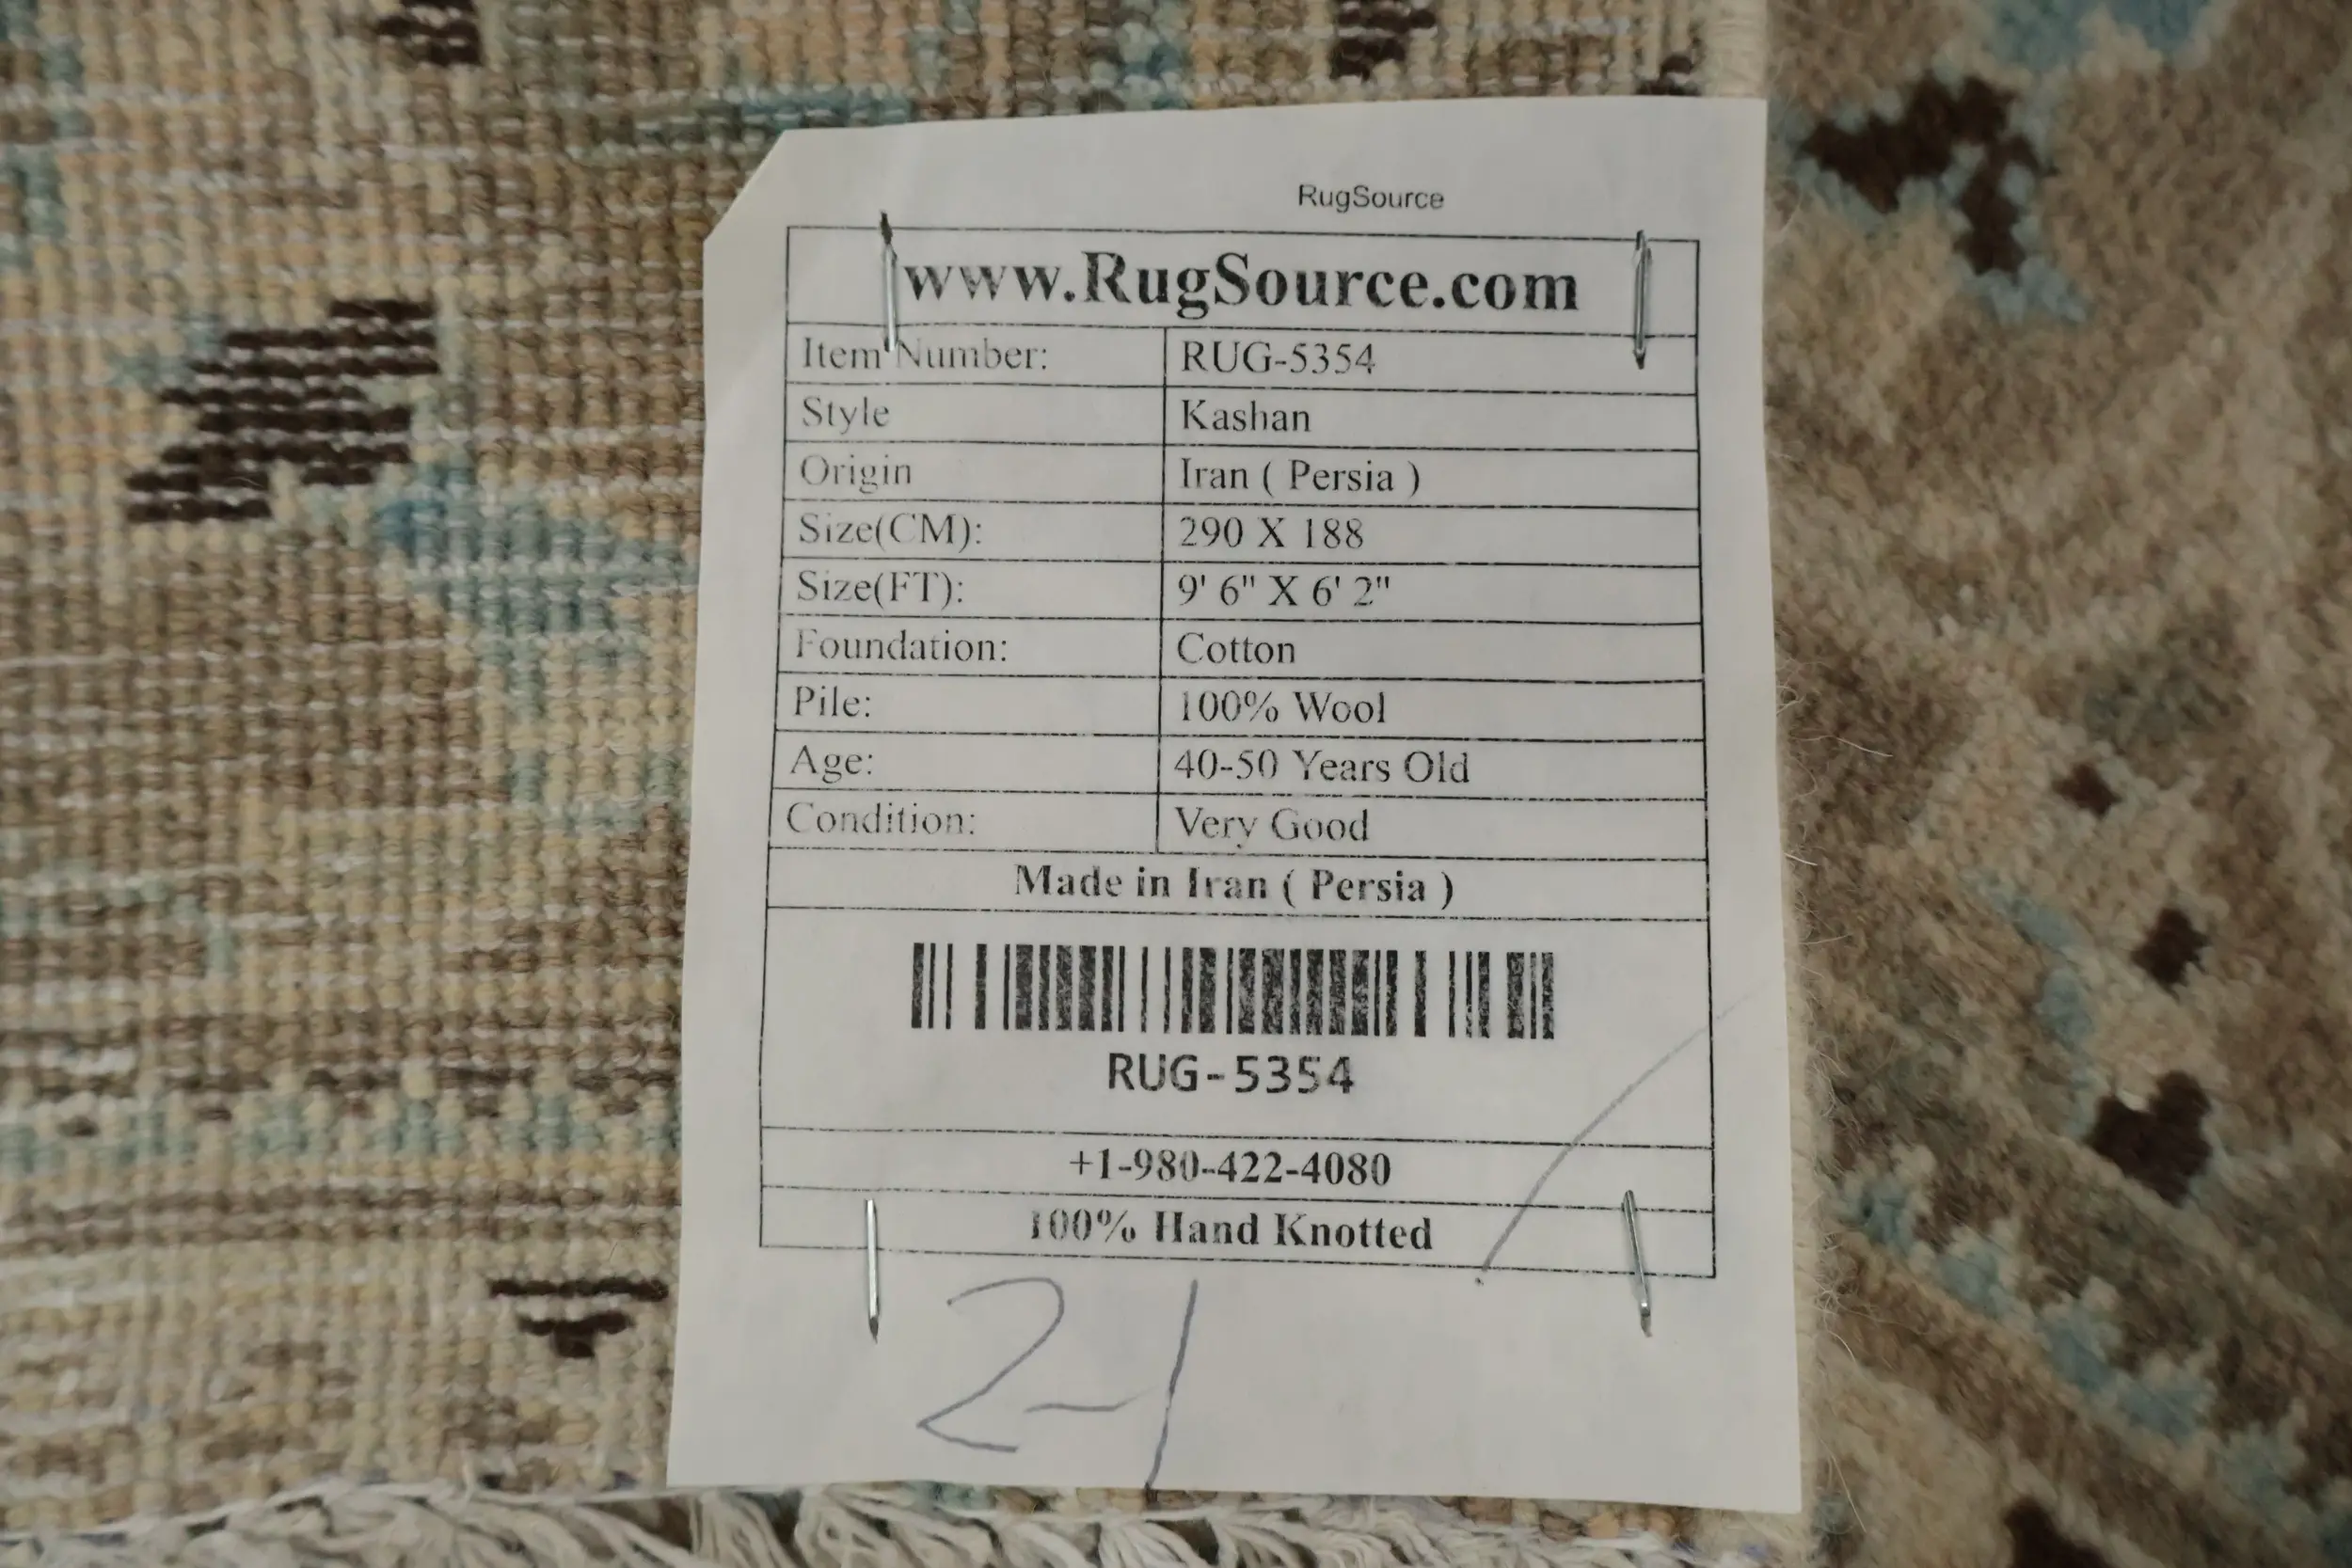 RugSource
www.RugSource.com
Item Number: RUG-5354
Style Kashan
Origin Iran ( Persia )
Size(CM): 290 X 188
Size(FT): 9' 6" X 6' 2"
Foundation: Cotton
Pile: 100% Wool
Age: 40-50 Years Old
Condition: Very Good
Made in Iran ( Persia )
RUG-5354
+1-980-422-4080
100% Hand Knotted
2-1